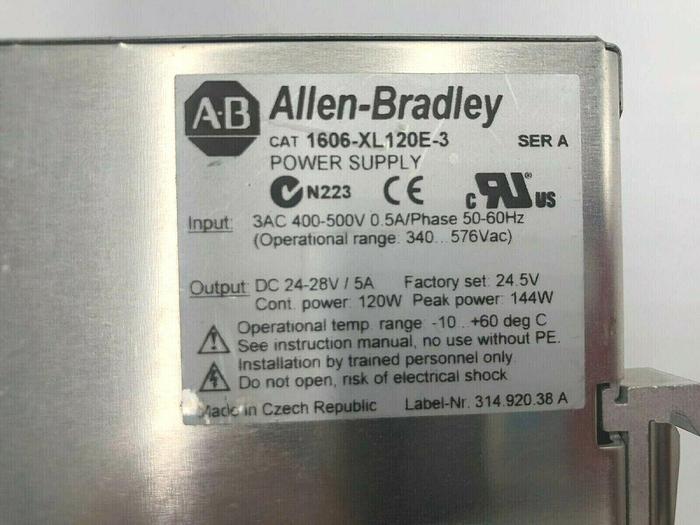 A-B Allen-Bradley
CAT 1606-XL120E-3 SER A
POWER SUPPLY
N223 CE c RU US
Input: 3AC 400-500V 0.5A/Phase 50-60Hz
(Operational range: 340...576Vac)
Output: DC 24-28V / 5A Factory set: 24.5V
Cont. power: 120W Peak power: 144W
Operational temp. range: -10...+60 deg C
See instruction manual, no use without PE.
Installation by trained personnel only.
Do not open, risk of electrical shock
Made in Czech Republic Label-Nr. 314.920.38 A